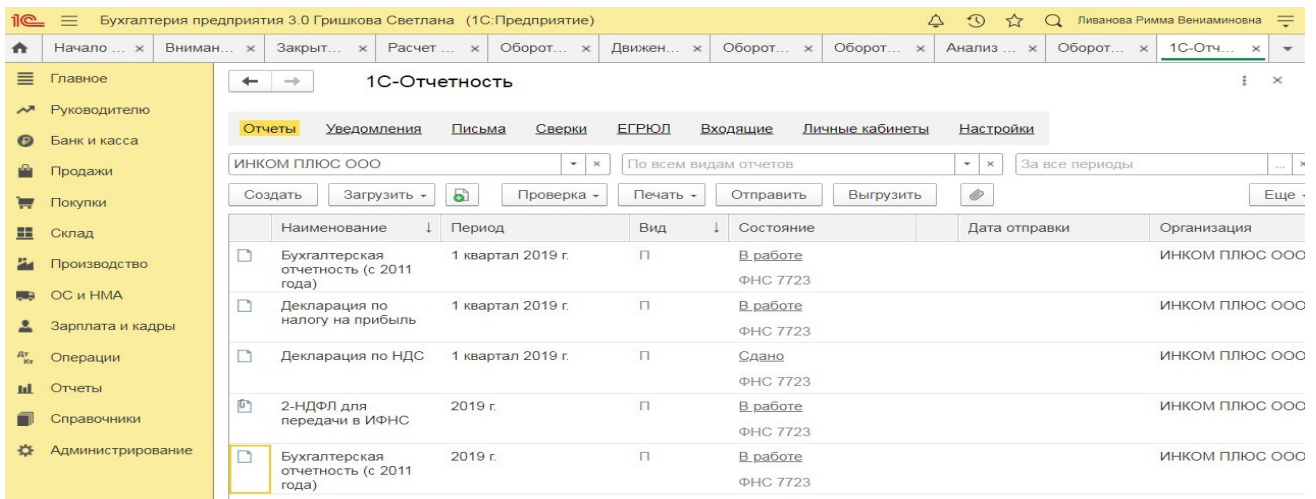 1С Бухгалтерия предприятия 3.0 Гришкова Светлана (1С:Предприятие) Ливанова Римма Вениаминовна
Начало ... × Вниман... × Закрыт... × Расчет ... × Оборот... × Движен... × Оборот... × Оборот... × Анализ ... × Оборот... × 1С-Отч... ×
Главное
Руководителю
Банк и касса
Продажи
Покупки
Склад
Производство
ОС и НМА
Зарплата и кадры
Операции
Отчеты
Справочники
Администрирование
1С-Отчетность
Отчеты Уведомления Письма Сверки ЕГРЮЛ Входящие Личные кабинеты Настройки
ИНКОМ ПЛЮС ООО По всем видам отчетов За все периоды ...
Создать Загрузить Проверка Печать Отправить Выгрузить Еще
Наименование ↓ Период Вид ↓ Состояние Дата отправки Организация
Бухгалтерская 1 квартал 2019 г. П В работе ИНКОМ ПЛЮС ООО
отчетность (с 2011
года) ФНС 7723
Декларация по 1 квартал 2019 г. П В работе ИНКОМ ПЛЮС ООО
налогу на прибыль
ФНС 7723
Декларация по НДС 1 квартал 2019 г. П Сдано ИНКОМ ПЛЮС ООО
ФНС 7723
2-НДФЛ для 2019 г. П В работе ИНКОМ ПЛЮС ООО
передачи в ИФНС
ФНС 7723
Бухгалтерская 2019 г. П В работе ИНКОМ ПЛЮС ООО
отчетность (с 2011
года) ФНС 7723